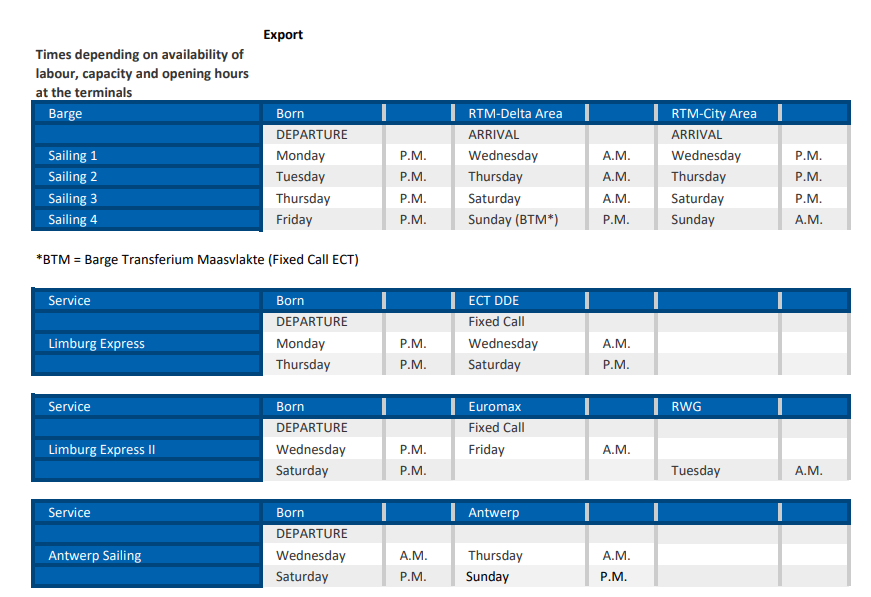 Export
Times depending on availability of
labour, capacity and opening hours
at the terminals
Barge Born RTM-Delta Area RTM-City Area
DEPARTURE ARRIVAL ARRIVAL
Sailing 1 Monday P.M. Wednesday A.M. Wednesday P.M.
Sailing 2 Tuesday P.M. Thursday A.M. Thursday P.M.
Sailing 3 Thursday P.M. Saturday A.M. Saturday P.M.
Sailing 4 Friday P.M. Sunday (BTM*) P.M. Sunday A.M.
*BTM = Barge Transferium Maasvlakte (Fixed Call ECT)
Service Born ECT DDE
DEPARTURE Fixed Call
Limburg Express Monday P.M. Wednesday A.M.
Thursday P.M. Saturday P.M.
Service Born Euromax RWG
DEPARTURE Fixed Call
Limburg Express II Wednesday P.M. Friday A.M.
Saturday P.M. Tuesday A.M.
Service Born Antwerp
DEPARTURE
Antwerp Sailing Wednesday A.M. Thursday A.M.
Saturday P.M. Sunday P.M.